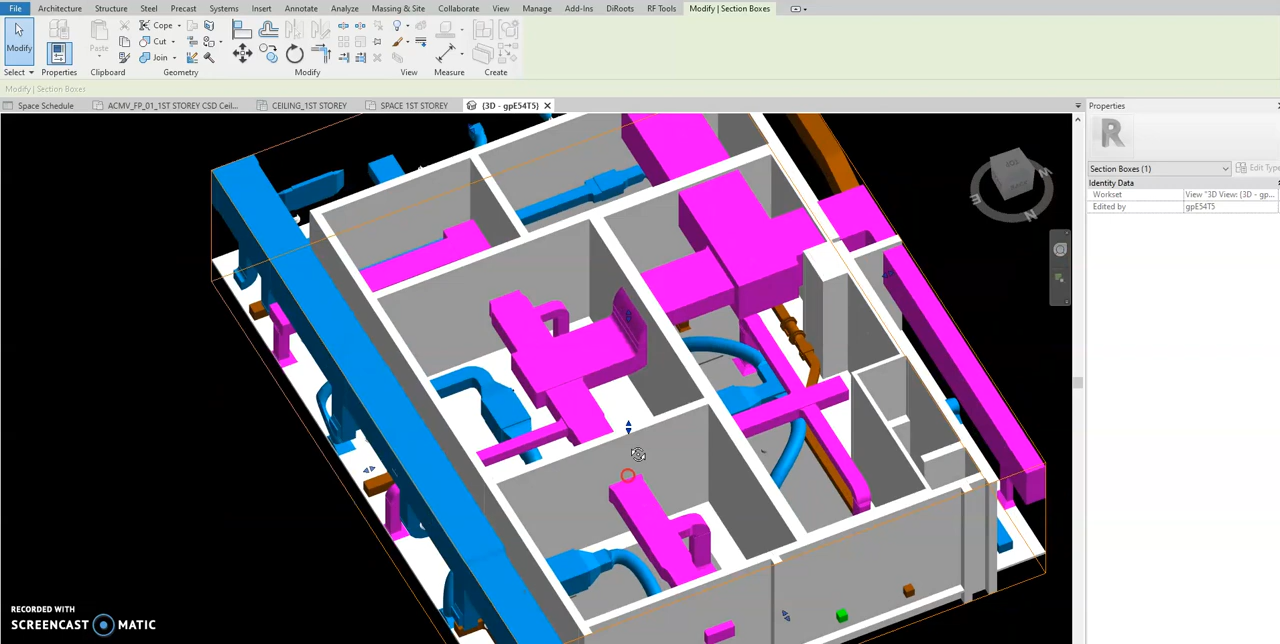 File Architecture Structure Steel Precast Systems Insert Annotate Analyze Massing & Site Collaborate View Manage Add-Ins DiRoots RF Tools Modify | Section Boxes
Modify
Paste
Cope
Cut
Join
Select Properties Clipboard Geometry Modify View Measure Create
Modify | Section Boxes
Space Schedule ACMV_FP_01_1ST STOREY CSD Ceil... CEILING_1ST STOREY SPACE 1ST STOREY {3D - gpE54T5}
Properties
R
Section Boxes (1) Edit Type
Identity Data
Workset View "3D View: {3D - gp...
Edited by gpE54T5
TOP
N
E
N
RECORDED WITH
SCREENCAST MATIC